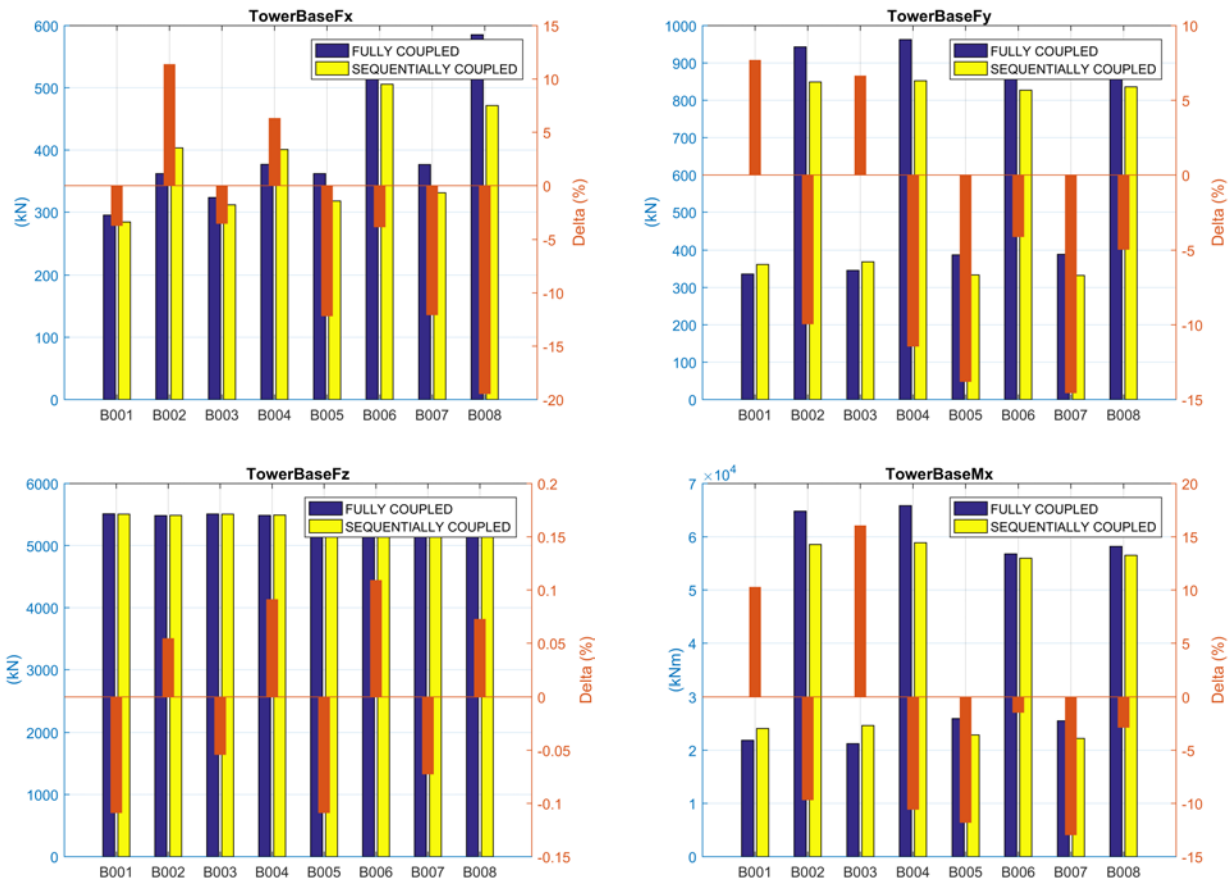 TowerBaseFx
FULLY COUPLED
SEQUENTIALLY COUPLED
600
500
400
300
200
100
0
(kN)
15
10
5
0
-5
-10
-15
-20
Delta (%)
B001 B002 B003 B004 B005 B006 B007 B008
TowerBaseFy
FULLY COUPLED
SEQUENTIALLY COUPLED
1000
900
800
700
600
500
400
300
200
100
0
(kN)
10
5
0
-5
-10
-15
Delta (%)
B001 B002 B003 B004 B005 B006 B007 B008
TowerBaseFz
FULLY COUPLED
SEQUENTIALLY COUPLED
6000
5000
4000
3000
2000
1000
0
(kN)
0.2
0.15
0.1
0.05
0
-0.05
-0.1
-0.15
Delta (%)
B001 B002 B003 B004 B005 B006 B007 B008
TowerBaseMx
FULLY COUPLED
SEQUENTIALLY COUPLED
× 10^4
7
6
5
4
3
2
1
0
(kNm)
20
15
10
5
0
-5
-10
-15
Delta (%)
B001 B002 B003 B004 B005 B006 B007 B008